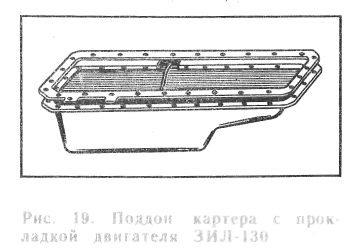 Рис. 19. Поддон картера с прок-
ладкой двигателя ЗИЛ-130